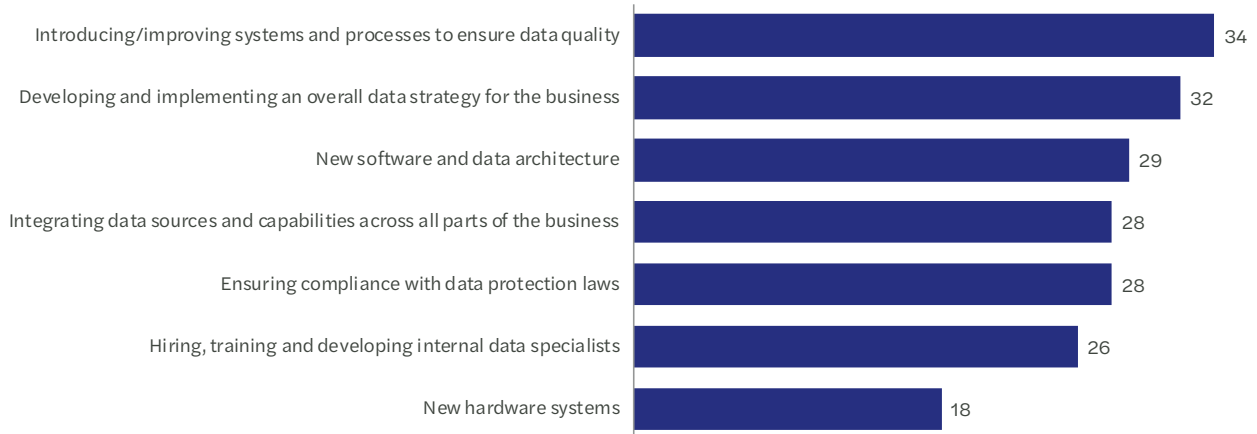 Introducing/improving systems and processes to ensure data quality 34
Developing and implementing an overall data strategy for the business 32
New software and data architecture 29
Integrating data sources and capabilities across all parts of the business 28
Ensuring compliance with data protection laws 28
Hiring, training and developing internal data specialists 26
New hardware systems 18